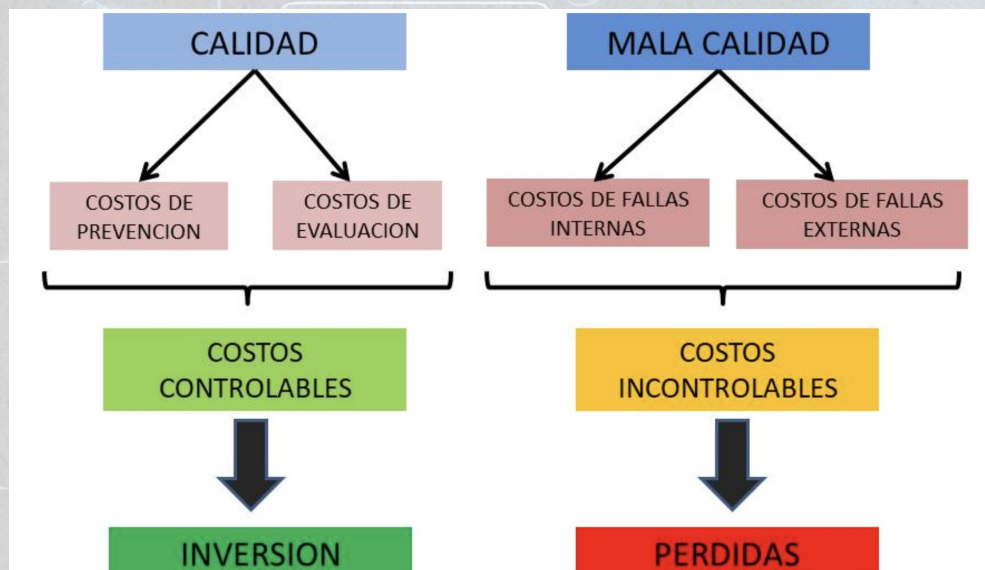 CALIDAD
MALA CALIDAD
COSTOS DE
PREVENCION
COSTOS DE
EVALUACION
COSTOS DE FALLAS
INTERNAS
COSTOS DE FALLAS
EXTERNAS
COSTOS
CONTROLABLES
COSTOS
INCONTROLABLES
INVERSION
PERDIDAS